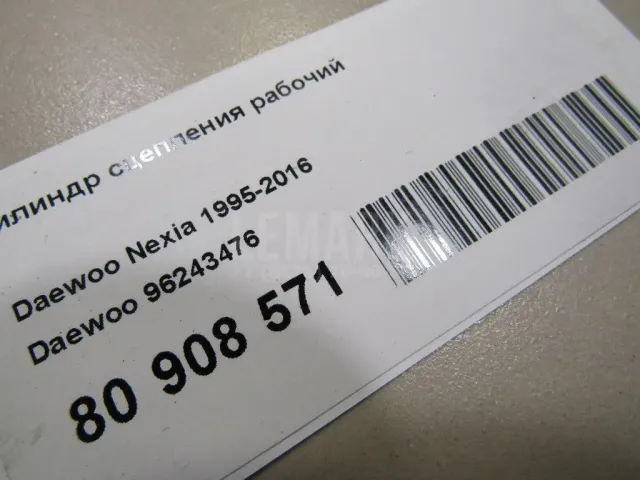 илиндр сцепления рабочий
Daewoo Nexia 1995-2016
Daewoo 96243476
80 908 571